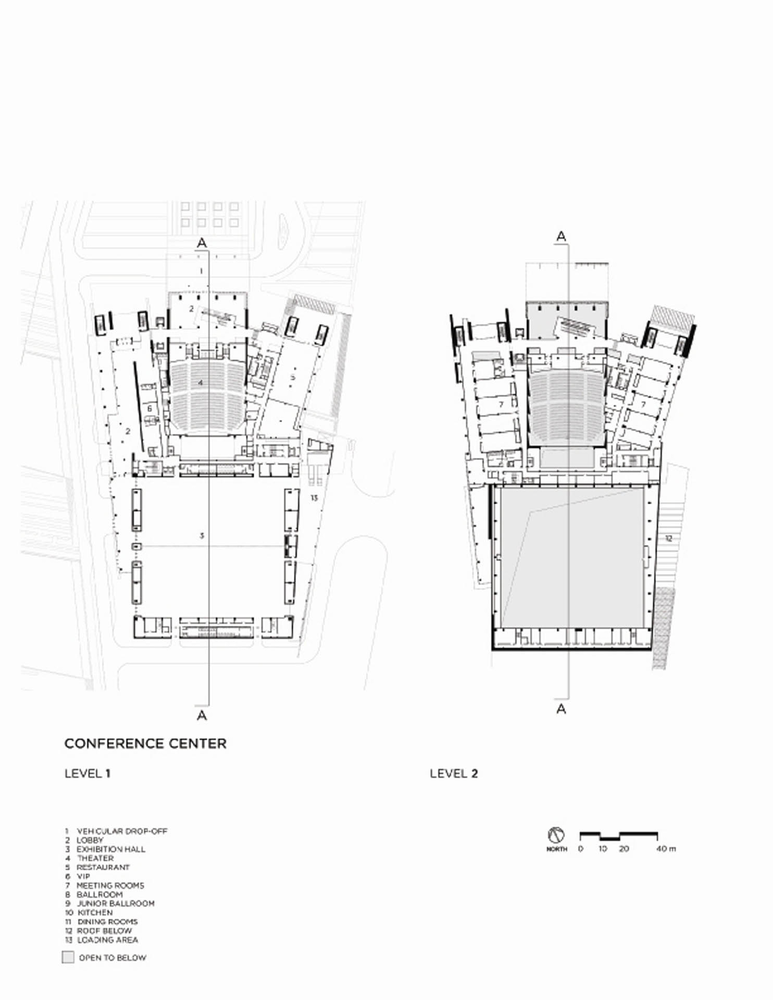 A
A
1
2
4
5
6
2
13
3
7
7
12
A
A
CONFERENCE CENTER
LEVEL 1
LEVEL 2
1 VEHICULAR DROP-OFF
2 LOBBY
3 EXHIBITION HALL
4 THEATER
5 RESTAURANT
6 VIP
7 MEETING ROOMS
8 BALLROOM
9 JUNIOR BALLROOM
10 KITCHEN
11 DINING ROOMS
12 ROOF BELOW
13 LOADING AREA
OPEN TO BELOW
NORTH 0 10 20 40 m